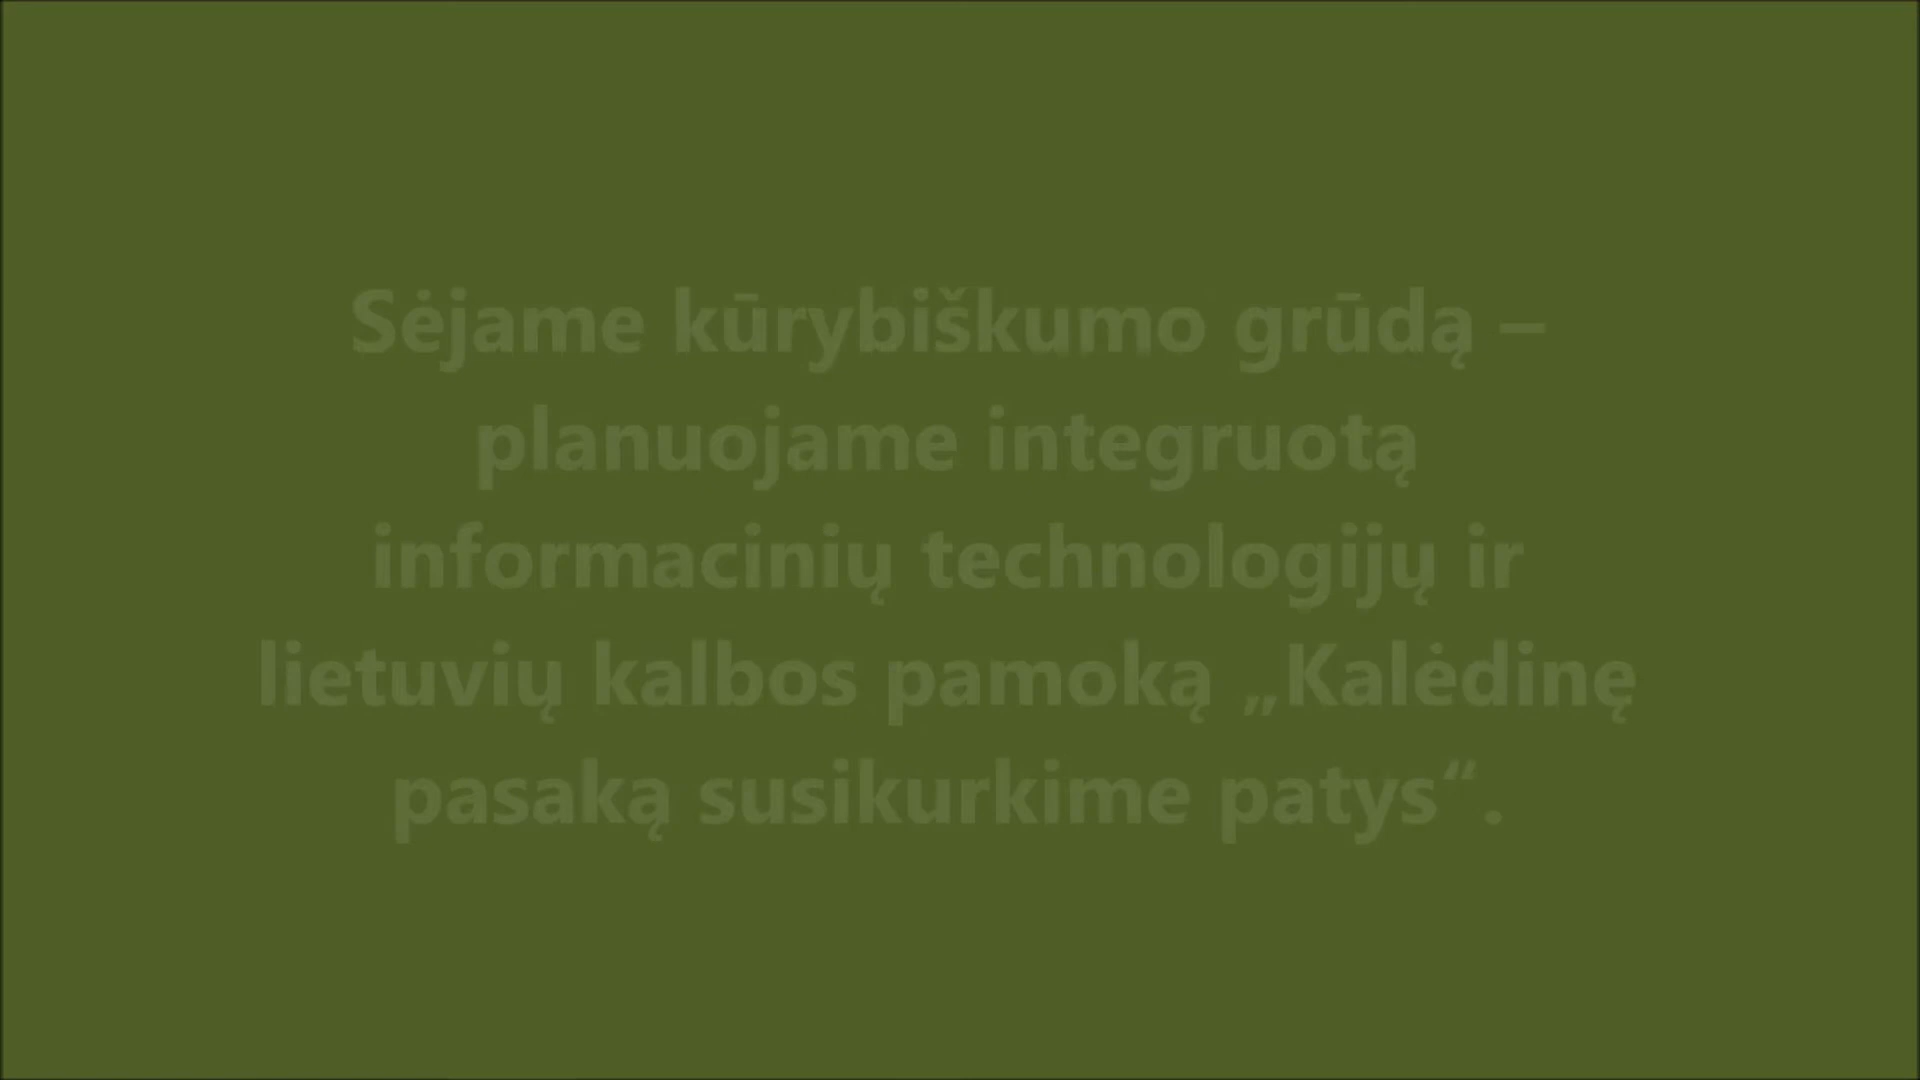 Sėjame kūrybiškumo grūdą –
planuojame integruotą
informacinių technologijų ir
lietuvių kalbos pamoką „Kalėdinę
pasaką susikurkime patys“.